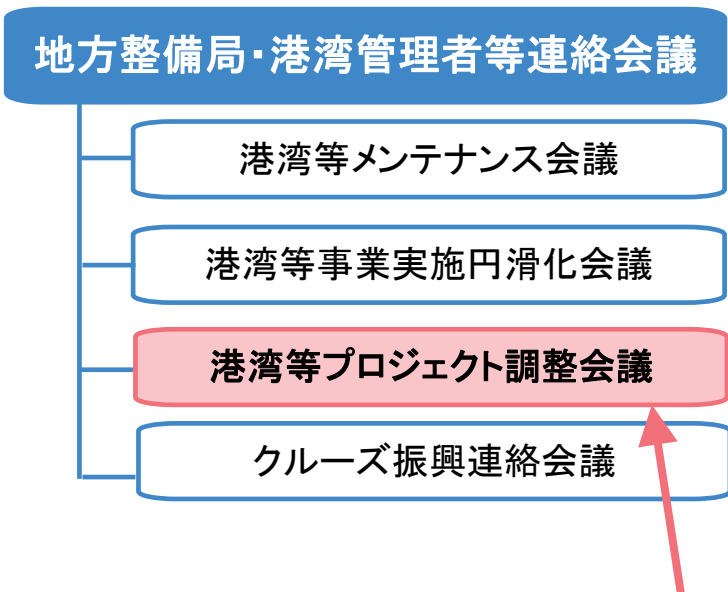 地方整備局・港湾管理者等連絡会議
港湾等メンテナンス会議
港湾等事業実施円滑化会議
港湾等プロジェクト調整会議
クルーズ振興連絡会議